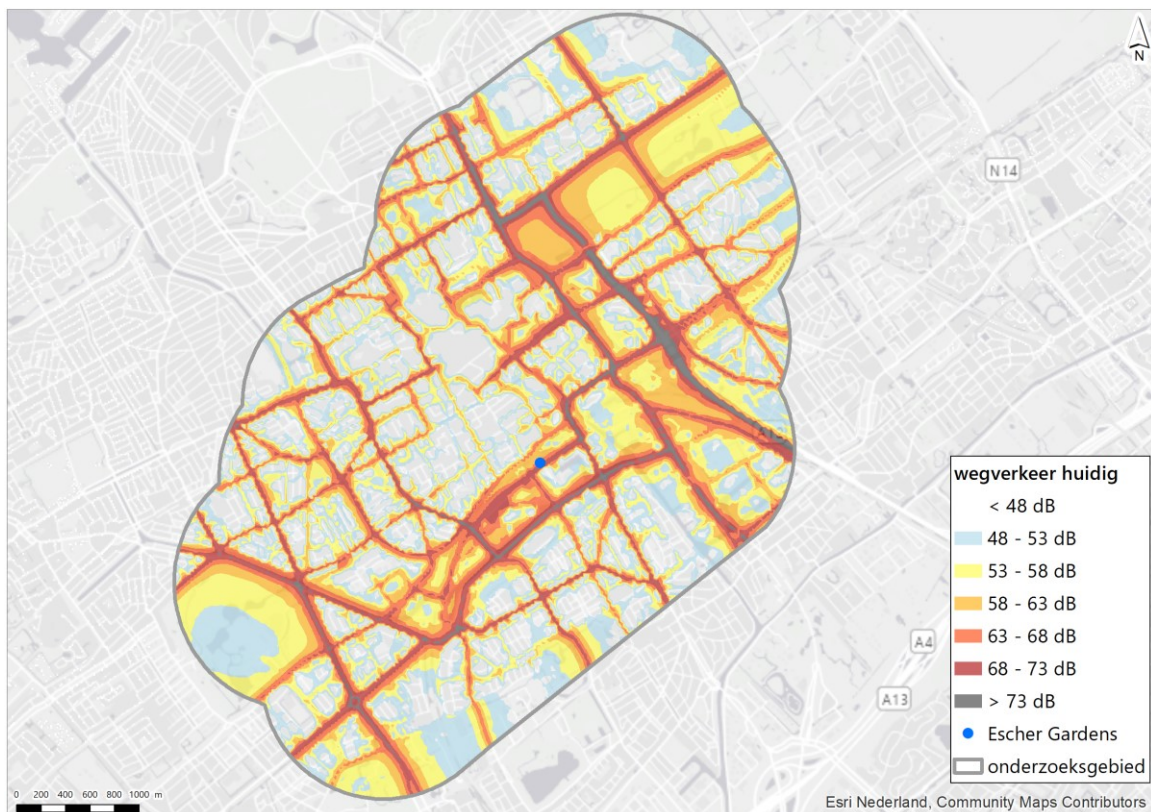 N
N14
A12
wegverkeer huidig
< 48 dB
48 - 53 dB
53 - 58 dB
58 - 63 dB
63 - 68 dB
68 - 73 dB
> 73 dB
Escher Gardens
onderzoeksgebied
A4
A13
0 200 400 600 800 1000 m
Esri Nederland, Community Maps Contributors